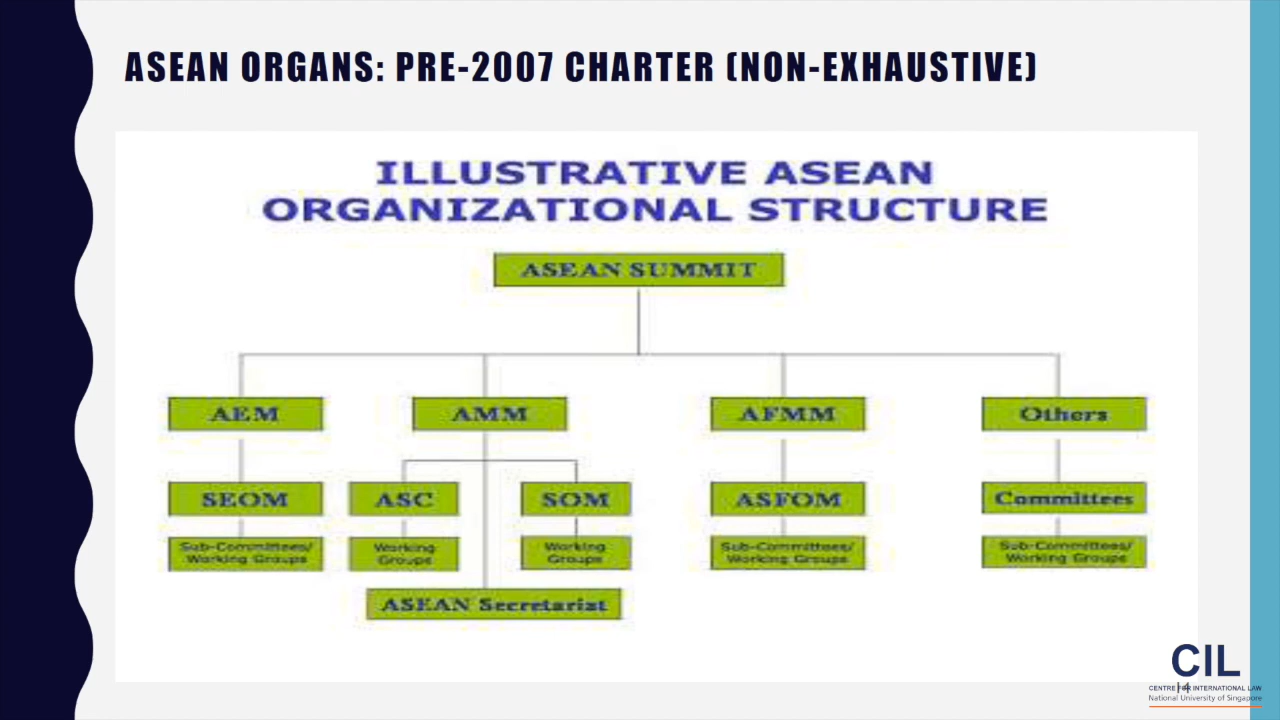 ASEAN ORGANS: PRE-2007 CHARTER (NON-EXHAUSTIVE)
ILLUSTRATIVE ASEAN
ORGANIZATIONAL STRUCTURE
ASEAN SUMMIT
AEM
AMM
AFMM
Others
SEOM
ASC
SOM
ASFOM
Committees
Sub-Committees/
Working Groups
Working
Groups
Working
Groups
Sub-Committees/
Working Groups
Sub-Committees/
Working Groups
ASEAN Secretariat
CIL
CENTRE FOR INTERNATIONAL LAW
National University of Singapore
14